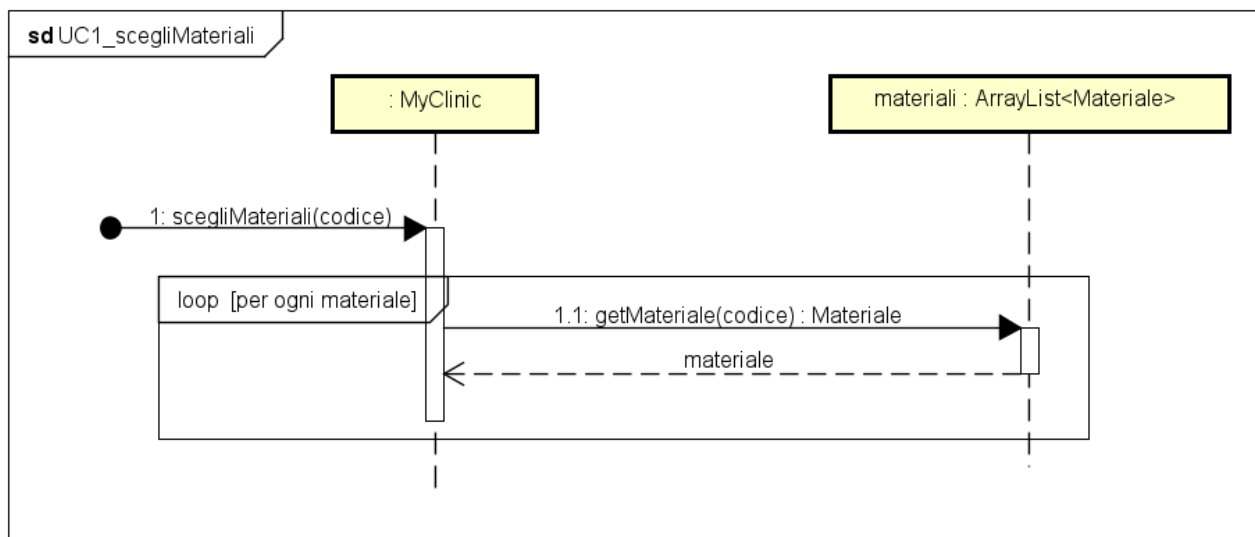 sd UC1_scegliMateriali
: MyClinic
materiali : ArrayList<Materiale>
1: scegliMateriali(codice)
loop [per ogni materiale]
1.1: getMateriale(codice) : Materiale
materiale